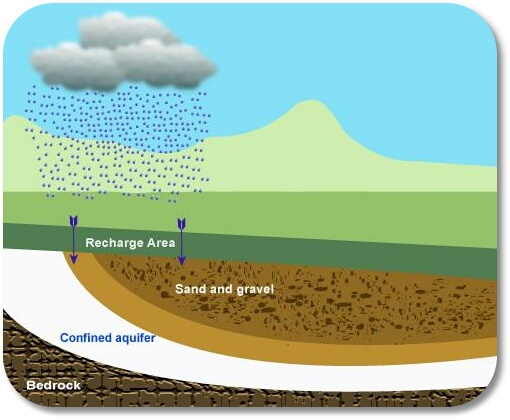 Recharge Area
Sand and gravel
Confined aquifer
Bedrock